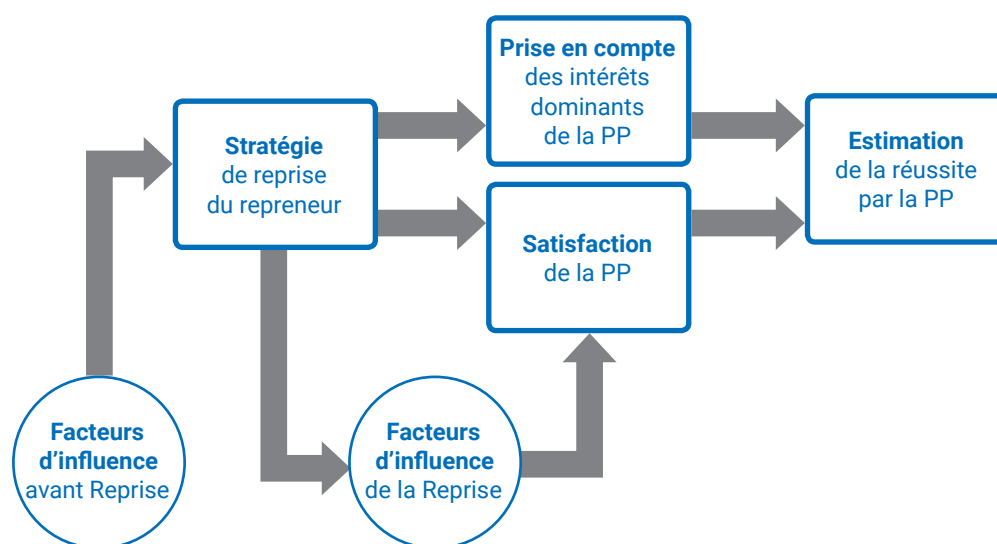 Prise en compte
des intérêts
dominants
de la PP
Stratégie
de reprise
du repreneur
Estimation
de la réussite
par la PP
Satisfaction
de la PP
Facteurs
d’influence
avant Reprise
Facteurs
d’influence
de la Reprise